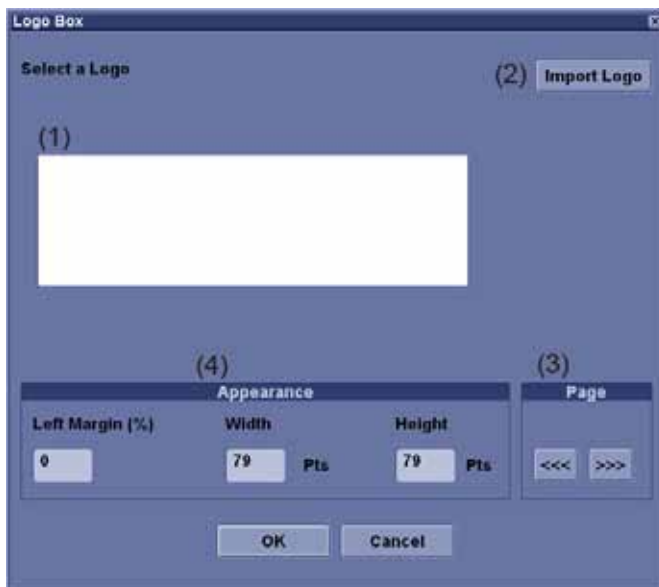 Logo Box
Select a Logo
(2) Import Logo
(1)
(4) (3)
Appearance Page
Left Margin (%) Width Height
0 79 Pts 79 Pts <<< >>>
OK Cancel